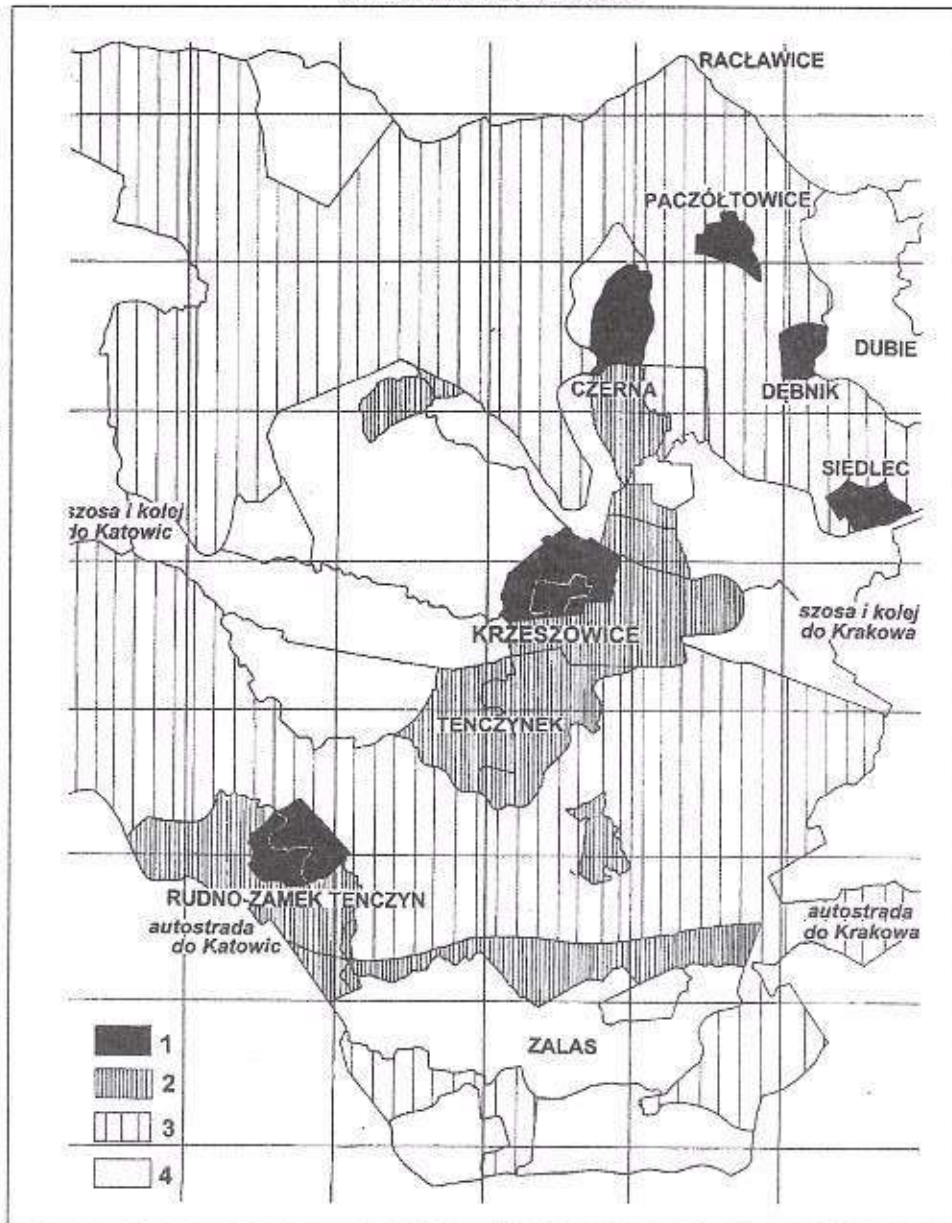 RACŁAWICE
PACZÓŁTOWICE
DUBIE
CZERNA
DĘBNIK
SIEDLEC
szosa i kolej
do Katowic
szosa i kolej
do Krakowa
KRZESZOWICE
TENCZYNEK
RUDNO-ZAMEK TENCZYN
autostrada
do Katowic
autostrada
do Krakowa
ZALAS
1
2
3
4